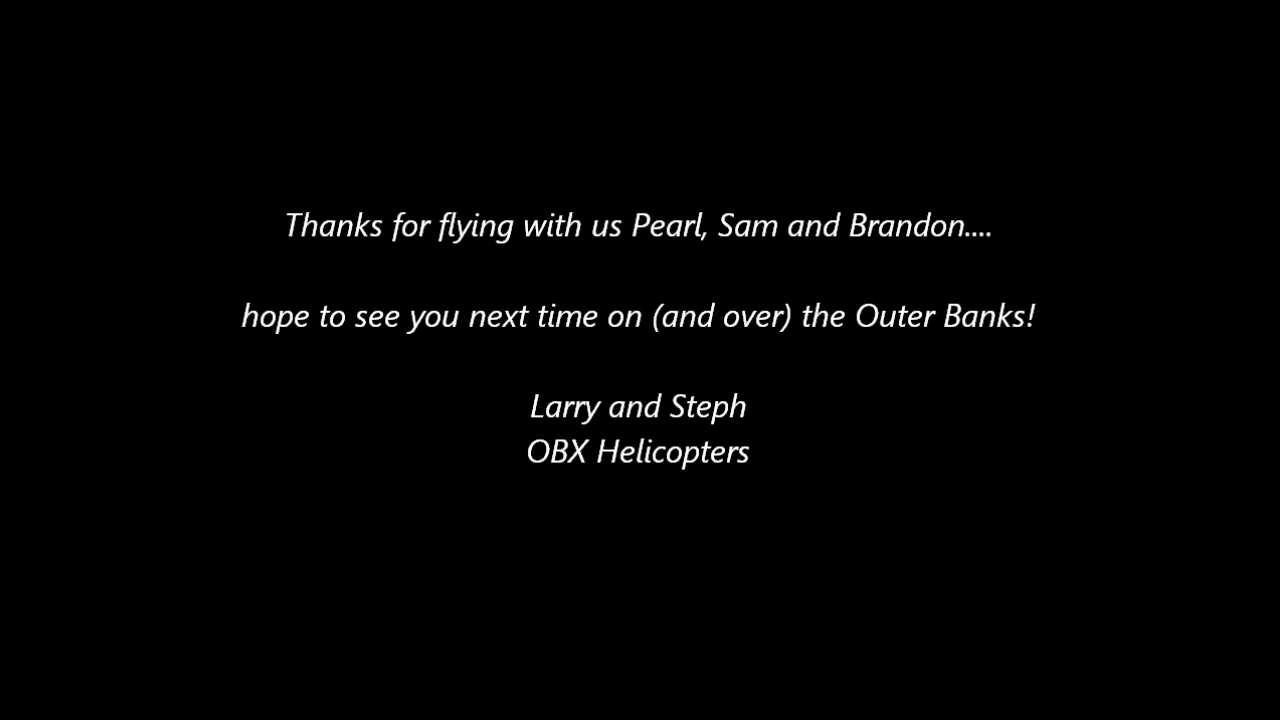 Thanks for flying with us Pearl, Sam and Brandon....
hope to see you next time on (and over) the Outer Banks!
Larry and Steph
OBX Helicopters